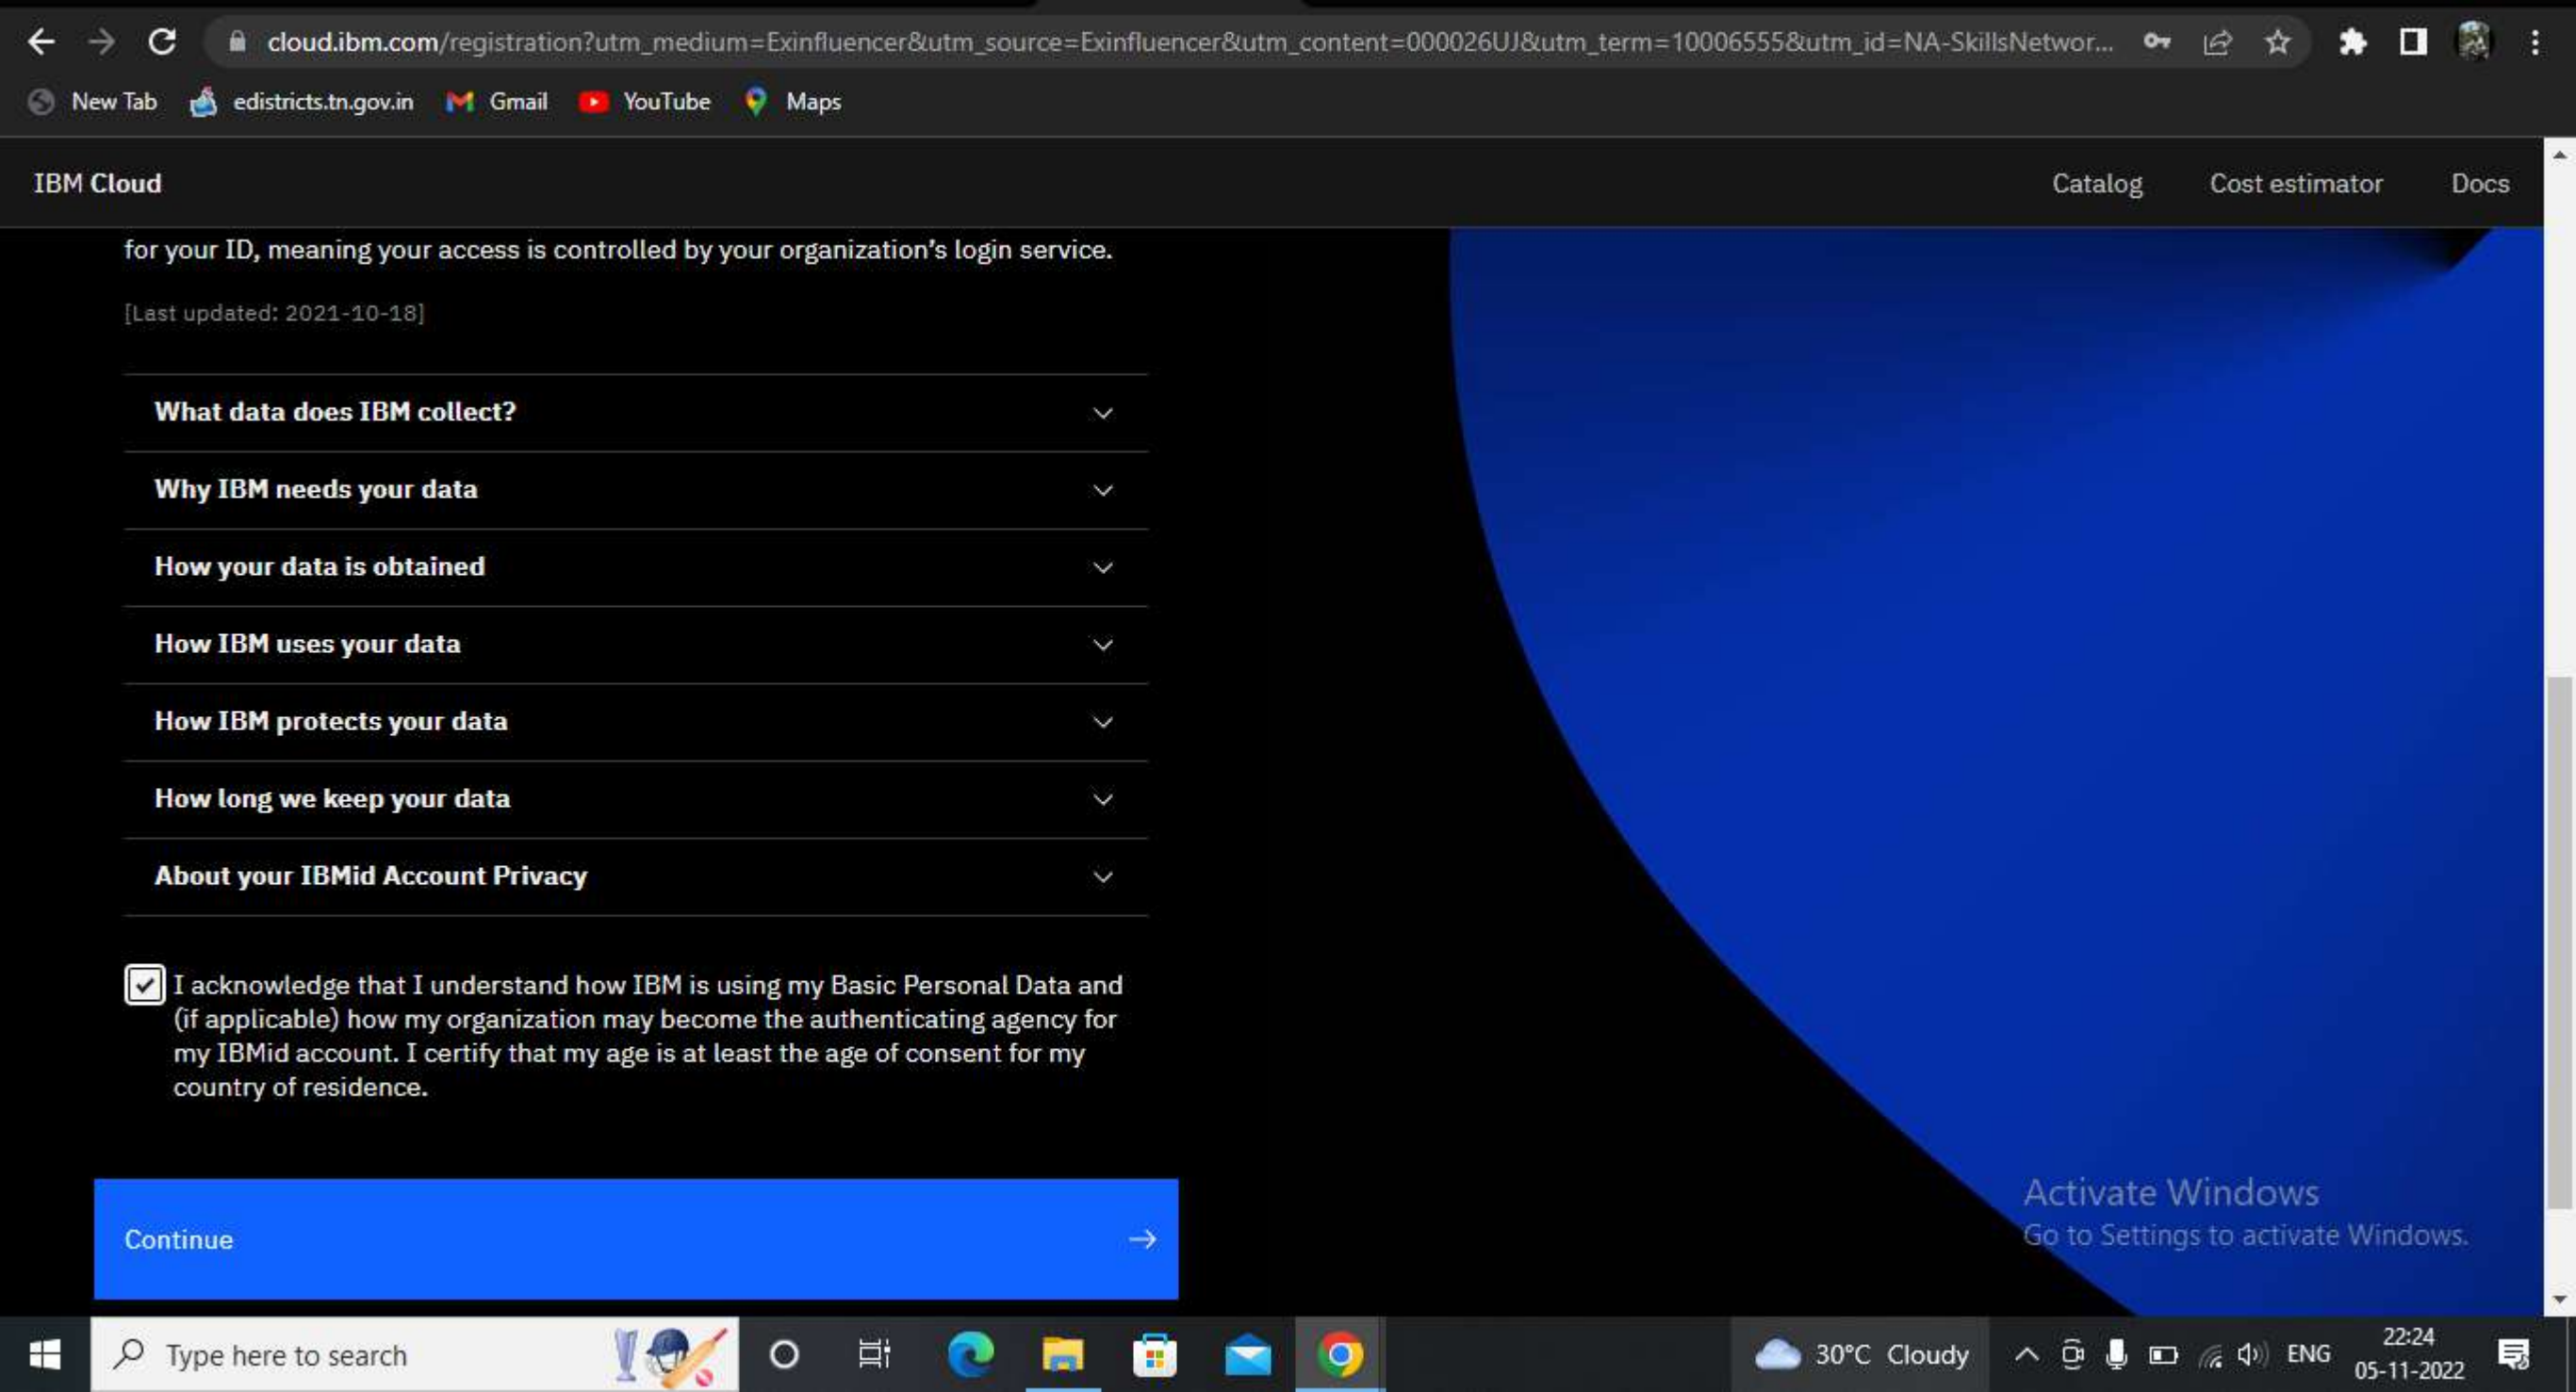 cloud.ibm.com/registration?utm_medium=Exinfluencer&utm_source=Exinfluencer&utm_content=000026UJ&utm_term=10006555&utm_id=NA-SkillsNetwor...
New Tab edistricts.tn.gov.in Gmail YouTube Maps
IBM Cloud Catalog Cost estimator Docs
for your ID, meaning your access is controlled by your organization's login service.
[Last updated: 2021-10-18]
What data does IBM collect?
Why IBM needs your data
How your data is obtained
How IBM uses your data
How IBM protects your data
How long we keep your data
About your IBMid Account Privacy
I acknowledge that I understand how IBM is using my Basic Personal Data and
(if applicable) how my organization may become the authenticating agency for
my IBMid account. I certify that my age is at least the age of consent for my
country of residence.
Continue
Activate Windows
Go to Settings to activate Windows.
Type here to search
30°C Cloudy
ENG
22:24
05-11-2022